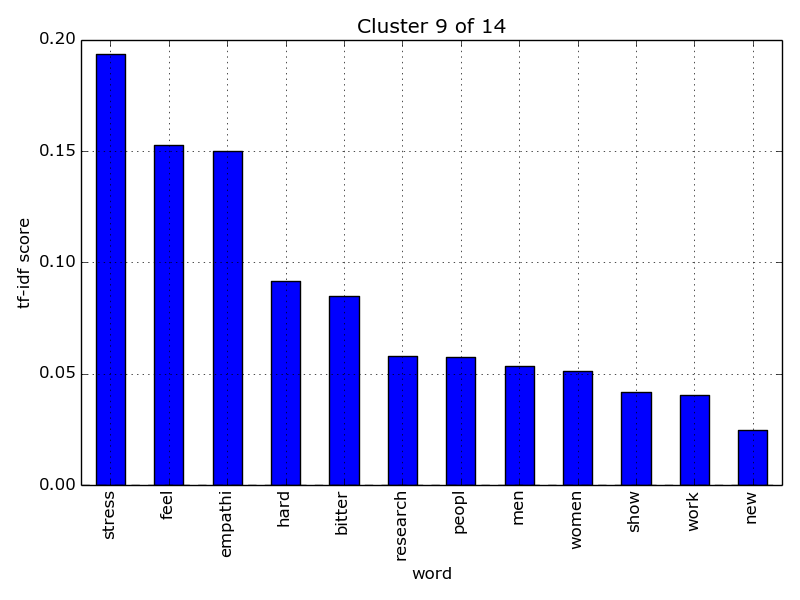 Cluster 9 of 14
0.20
0.15
0.10
0.05
0.00
tf-idf score
stress
feel
empathi
hard
bitter
research
peopl
men
women
show
work
new
word